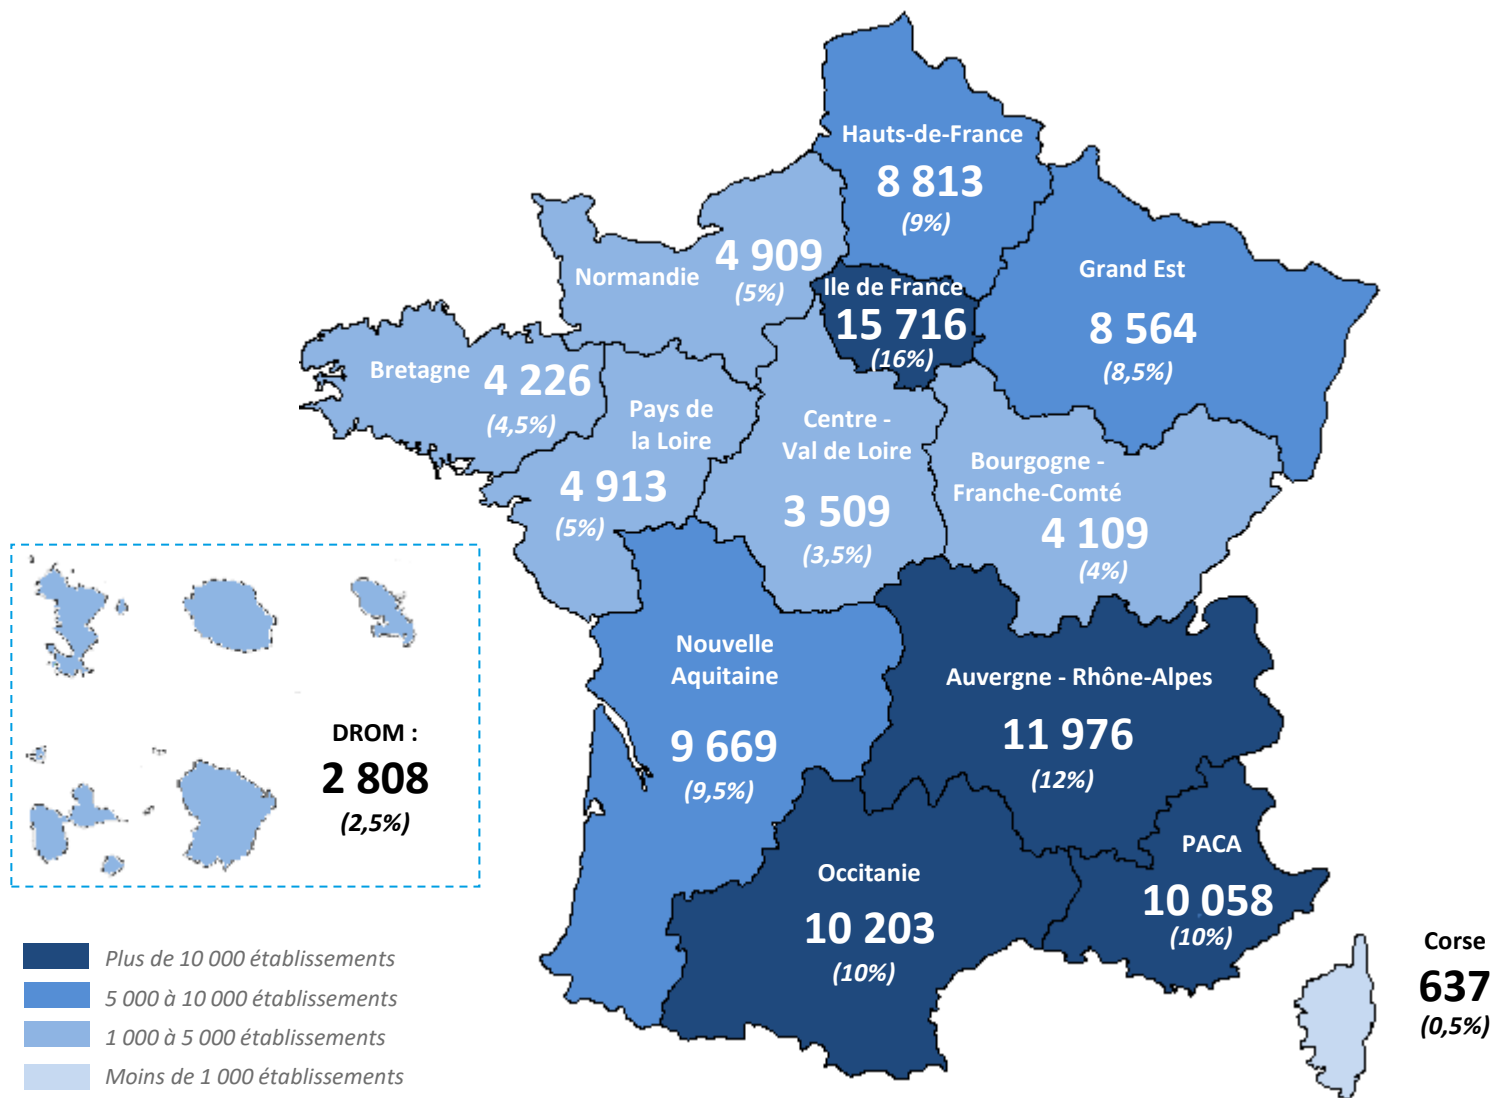 Hauts-de-France
8 813
(9%)
Normandie
4 909
(5%)
Ile de France
15 716
(16%)
Grand Est
8 564
(8,5%)
Bretagne
4 226
(4,5%)
Pays de
la Loire
4 913
(5%)
Centre -
Val de Loire
3 509
(3,5%)
Bourgogne -
Franche-Comté
4 109
(4%)
Nouvelle
Aquitaine
9 669
(9,5%)
Auvergne - Rhône-Alpes
11 976
(12%)
DROM :
2 808
(2,5%)
Occitanie
10 203
(10%)
PACA
10 058
(10%)
Corse
637
(0,5%)
Plus de 10 000 établissements
5 000 à 10 000 établissements
1 000 à 5 000 établissements
Moins de 1 000 établissements